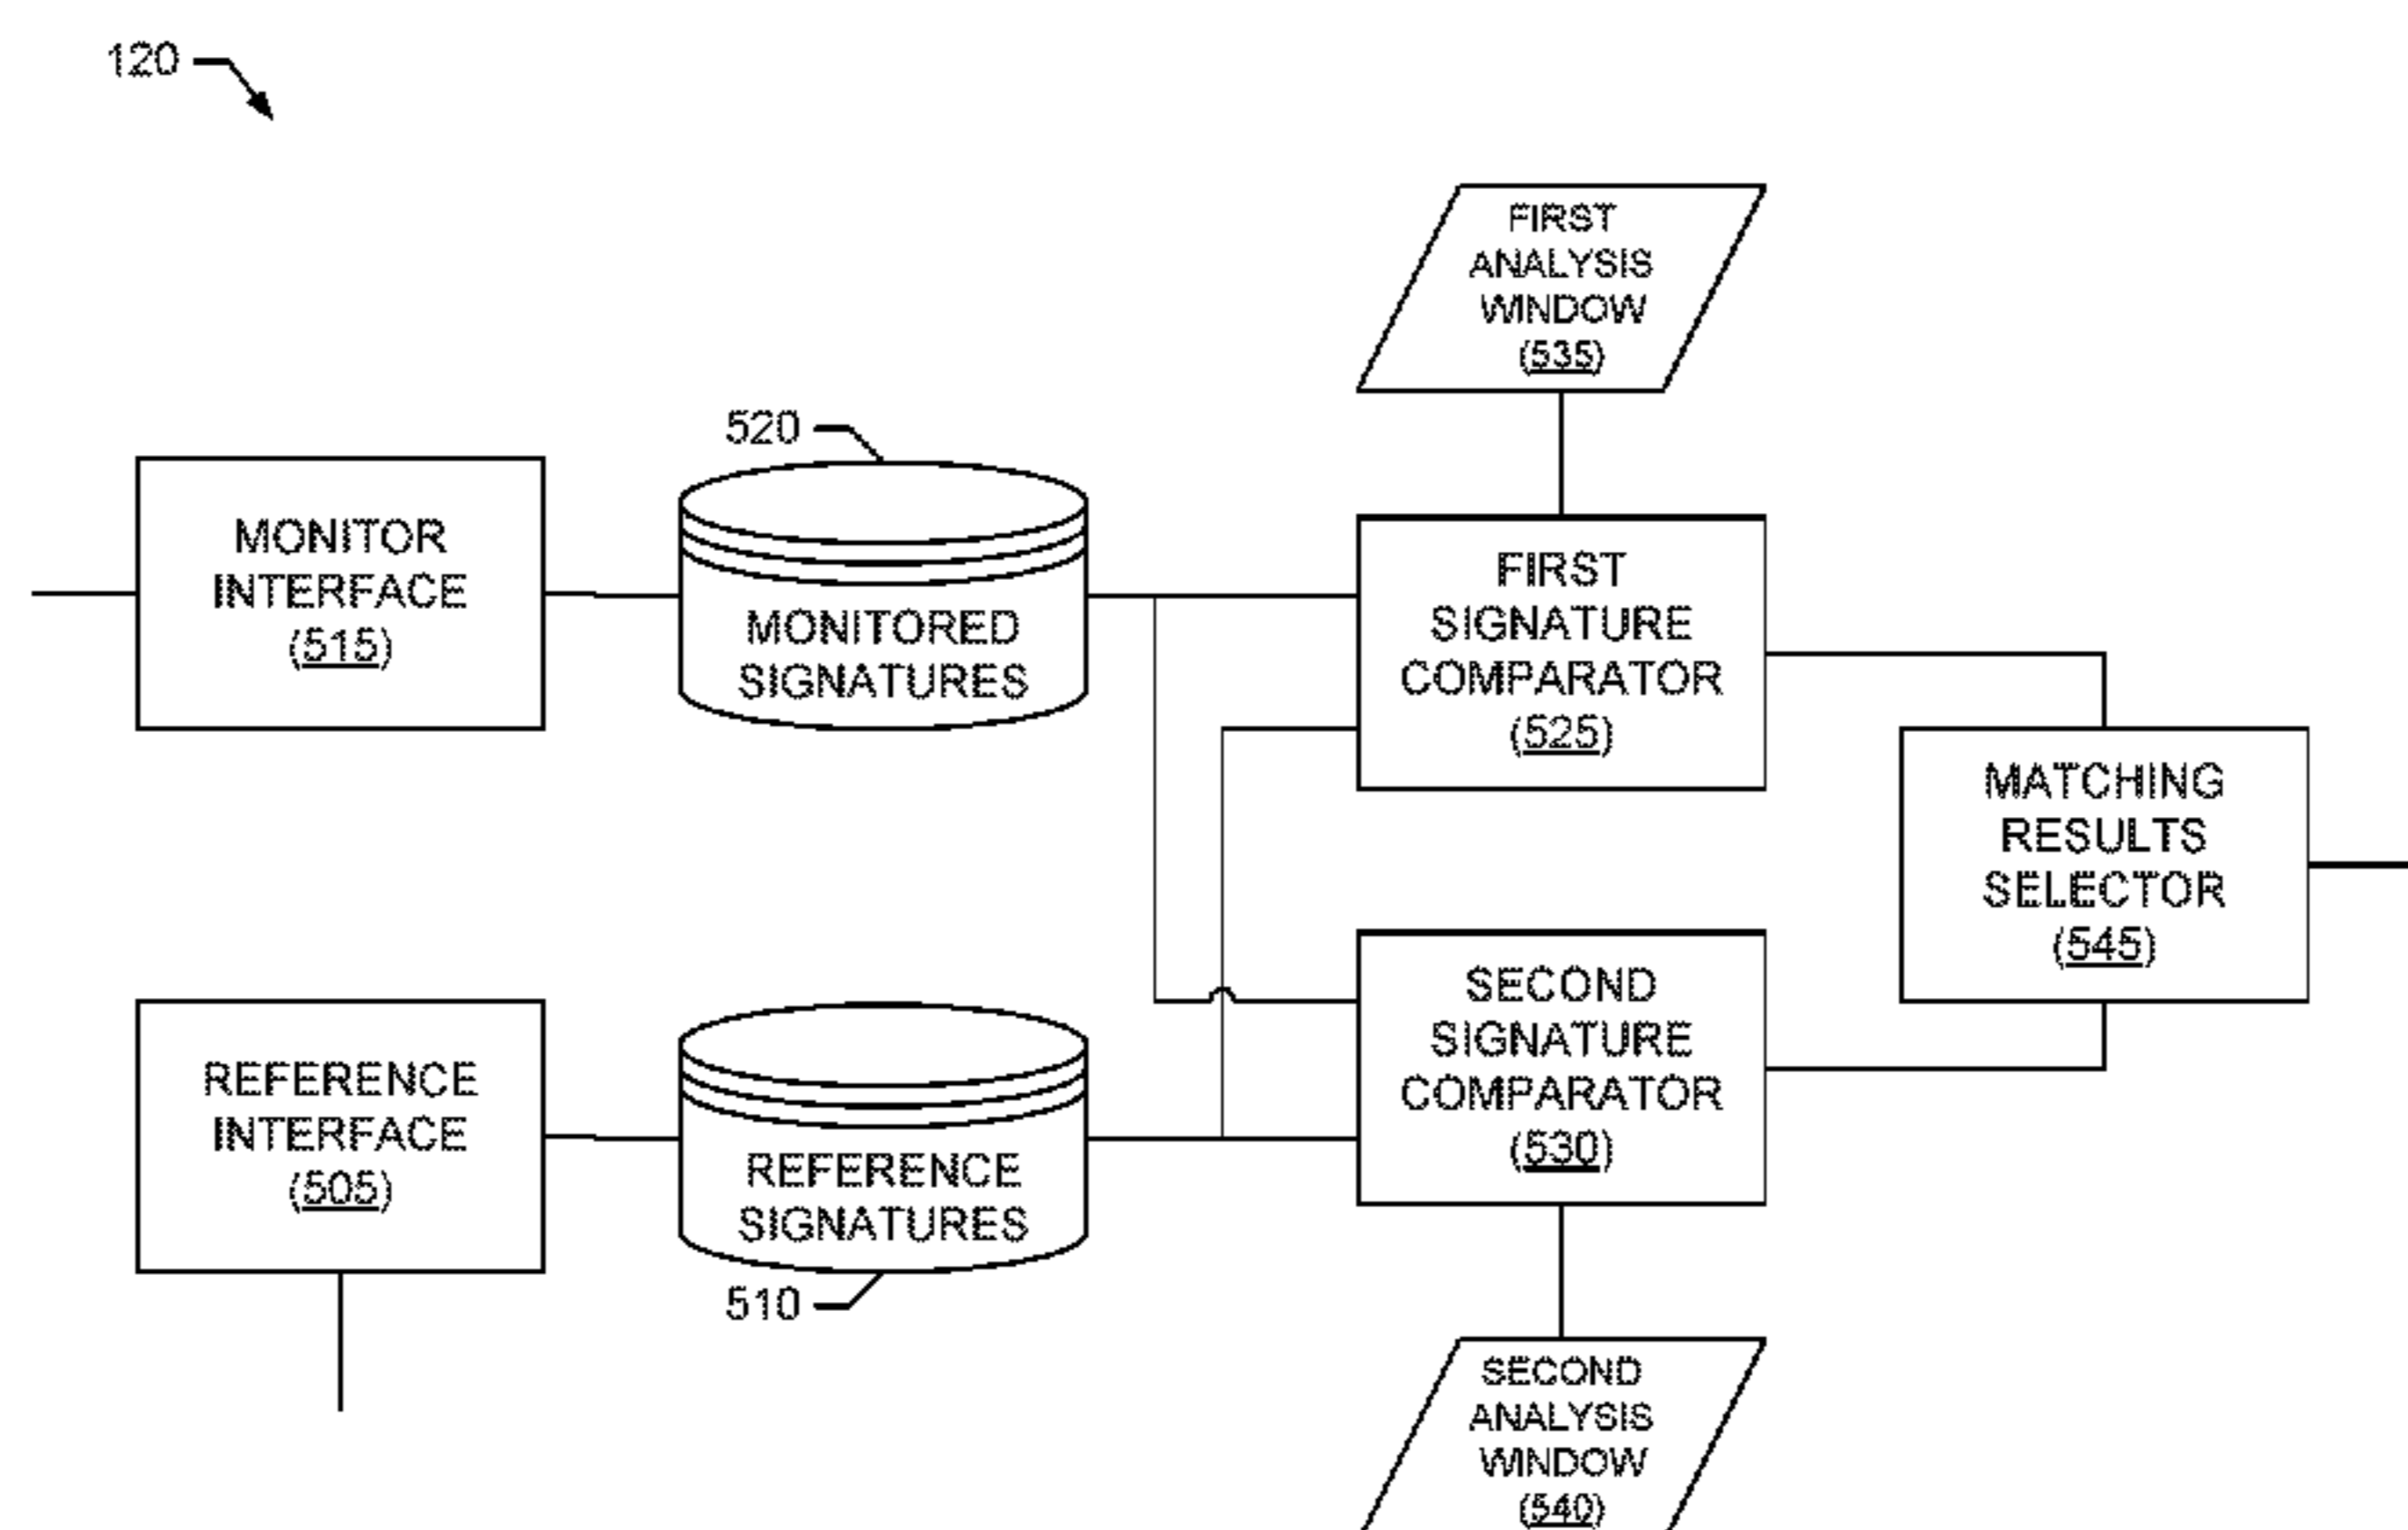 120
FIRST
ANALYSIS
WINDOW
(535)
520
MONITOR
INTERFACE
(515)
MONITORED
SIGNATURES
FIRST
SIGNATURE
COMPARATOR
(525)
MATCHING
RESULTS
SELECTOR
(545)
REFERENCE
INTERFACE
(505)
REFERENCE
SIGNATURES
510
SECOND
SIGNATURE
COMPARATOR
(530)
SECOND
ANALYSIS
WINDOW
(540)